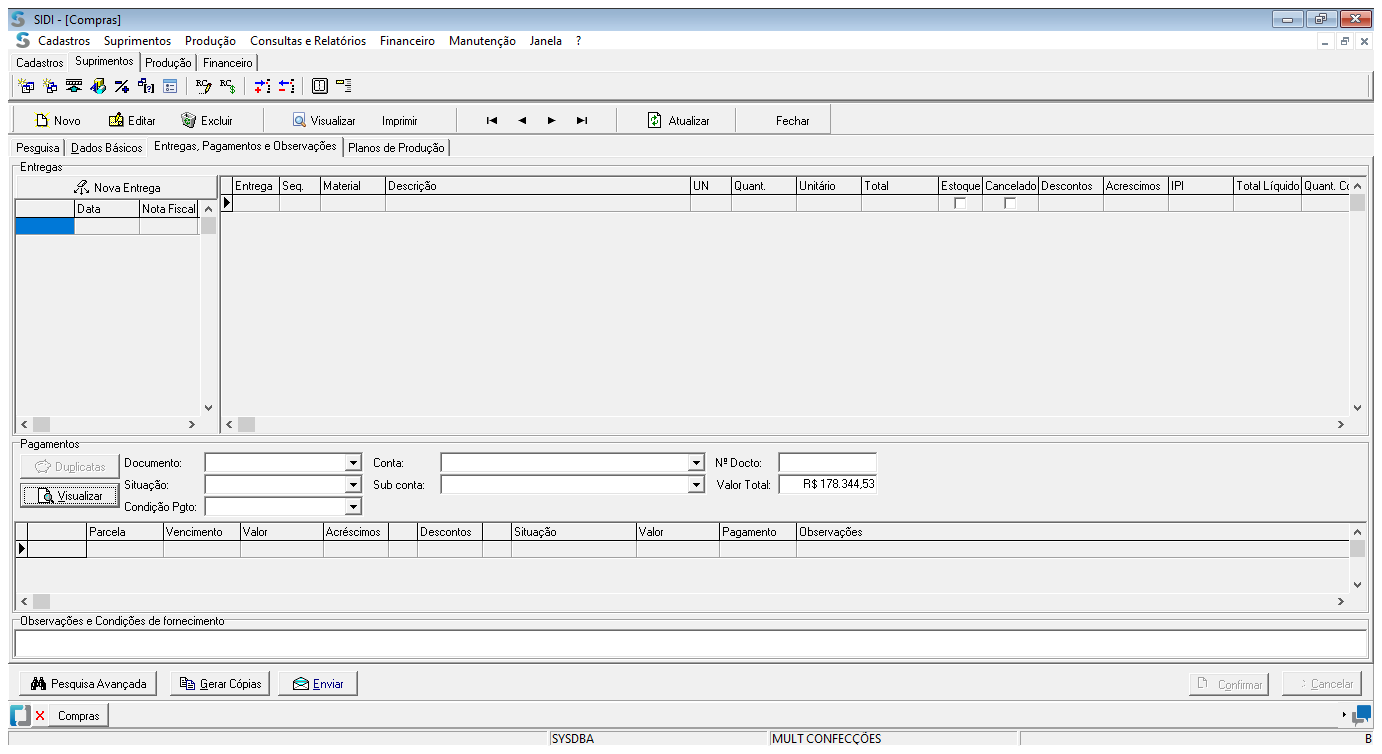 SIDI - [Compras]
Cadastros Suprimentos Produção Consultas e Relatórios Financeiro Manutenção Janela ?
Cadastros Suprimentos Produção Financeiro
Novo Editar Excluir Visualizar Imprimir Atualizar Fechar
Pesquisa Dados Básicos Entregas, Pagamentos e Observações Planos de Produção
Entregas
Nova Entrega
Data Nota Fiscal
Entrega Seq. Material Descrição UN Quant. Unitário Total Estoque Cancelado Descontos Acrescimos IPI Total Líquido Quant. Co
Pagamentos
Duplicatas Documento: Conta: Nº Docto:
Visualizar Situação: Sub conta: Valor Total: R$ 178.344,53
Condição Pgto:
Parcela Vencimento Valor Acréscimos Descontos Situação Valor Pagamento Observações
Observações e Condições de fornecimento
Pesquisa Avançada Gerar Cópias Enviar Confirmar Cancelar
Compras
SYSDBA MULT CONFECÇÕES B